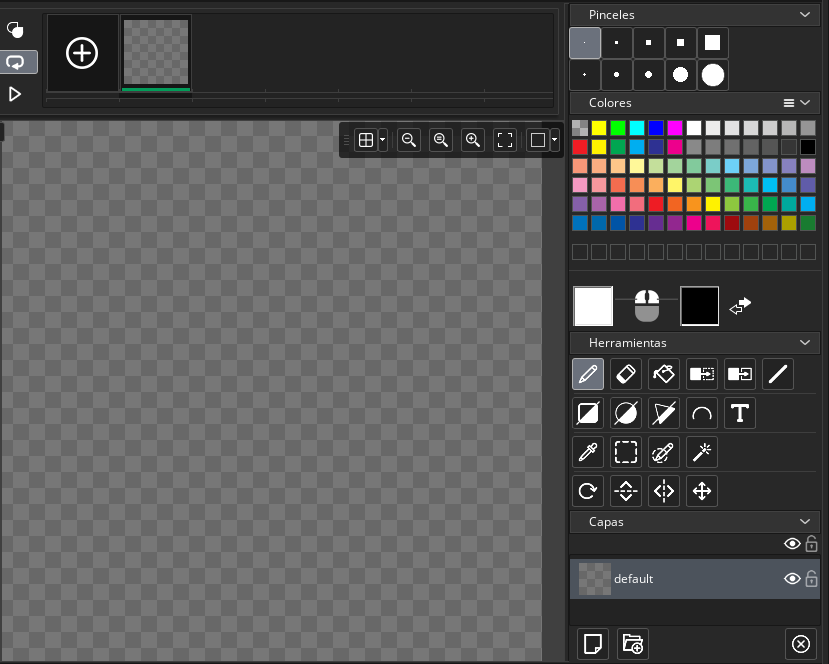 Pinceles
Colores
Herramientas
T
Capas
default